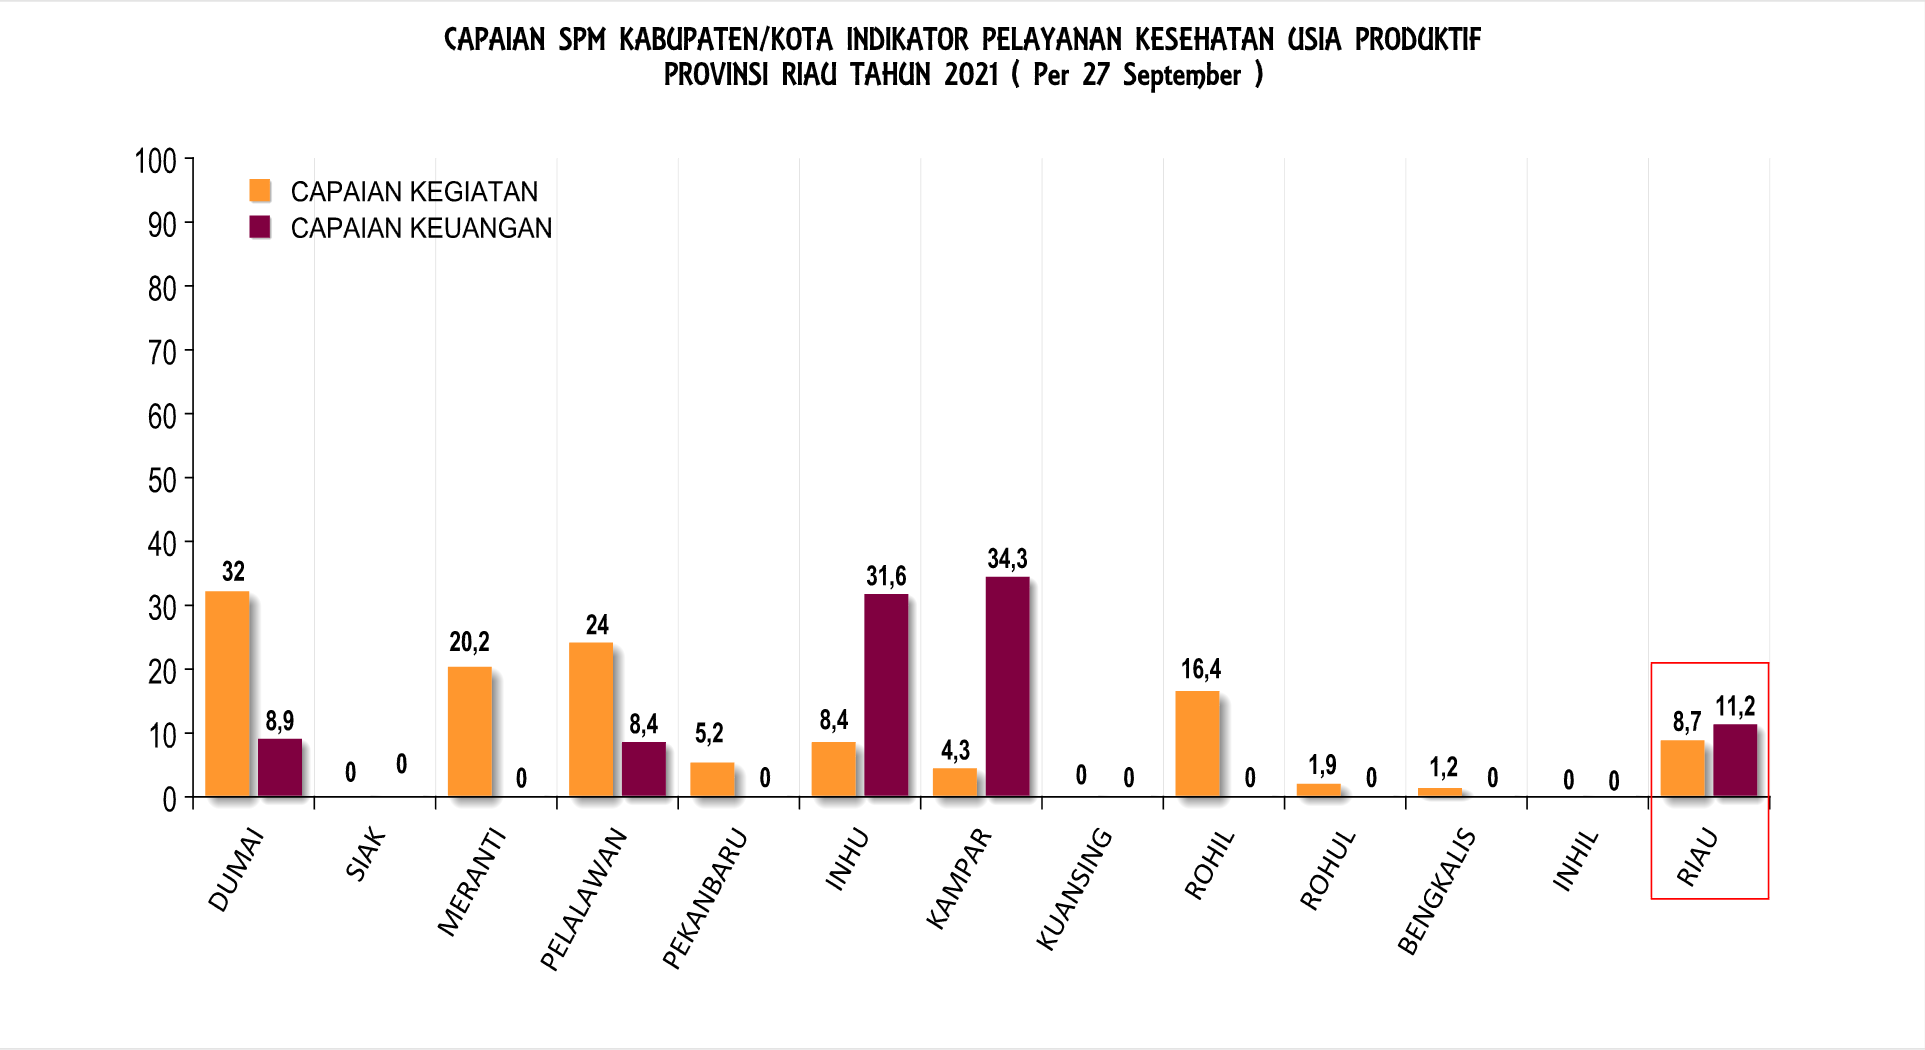 CAPAIAN SPM KABUPATEN/KOTA INDIKATOR PELAYANAN KESEHATAN USIA PRODUKTIF
PROVINSI RIAU TAHUN 2021 ( Per 27 September )
100
90
80
70
60
50
40
30
20
10
0
CAPAIAN KEGIATAN
CAPAIAN KEUANGAN
32
8,9
0
0
20,2
0
24
8,4
5,2
0
8,4
31,6
4,3
34,3
0
0
16,4
0
1,9
0
1,2
0
0
0
8,7
11,2
DUMAI
SIAK
MERANTI
PELALAWAN
PEKANBARU
INHU
KAMPAR
KUANSING
ROHIL
ROHUL
BENGKALIS
INHIL
RIAU